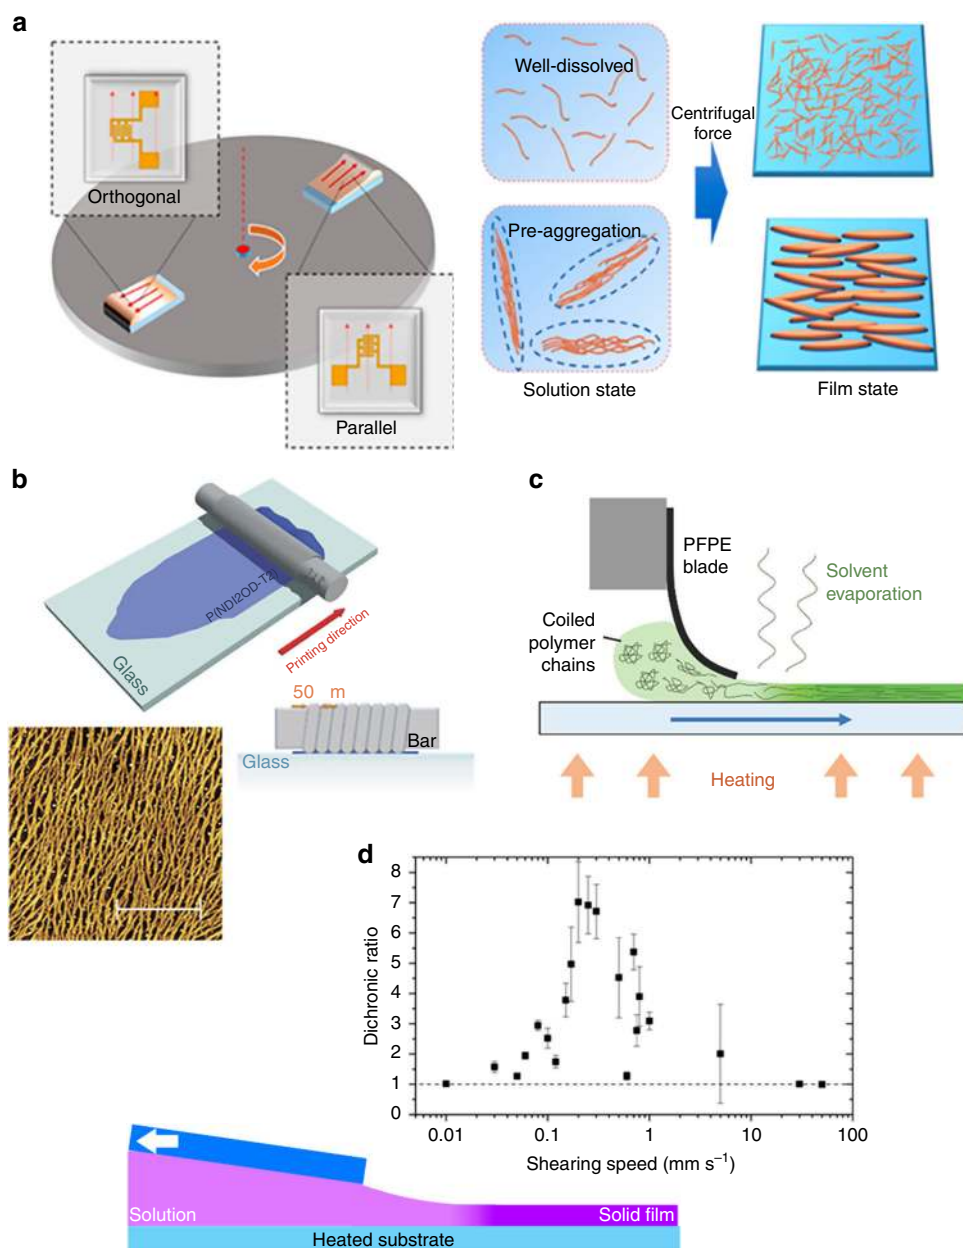 a
Orthogonal
Parallel
Well-dissolved
Pre-aggregation
Solution state
Centrifugal
force
Film state
b
P(NDI2OD-T2)
Glass
Printing direction
50 m
Bar
Glass
c
PFPE
blade
Solvent
evaporation
Coiled
polymer
chains
Heating
d
Dichronic ratio
8
7
6
5
4
3
2
1
0
0.01 0.1 1 10 100
Shearing speed (mm s⁻¹)
Solution
Solid film
Heated substrate